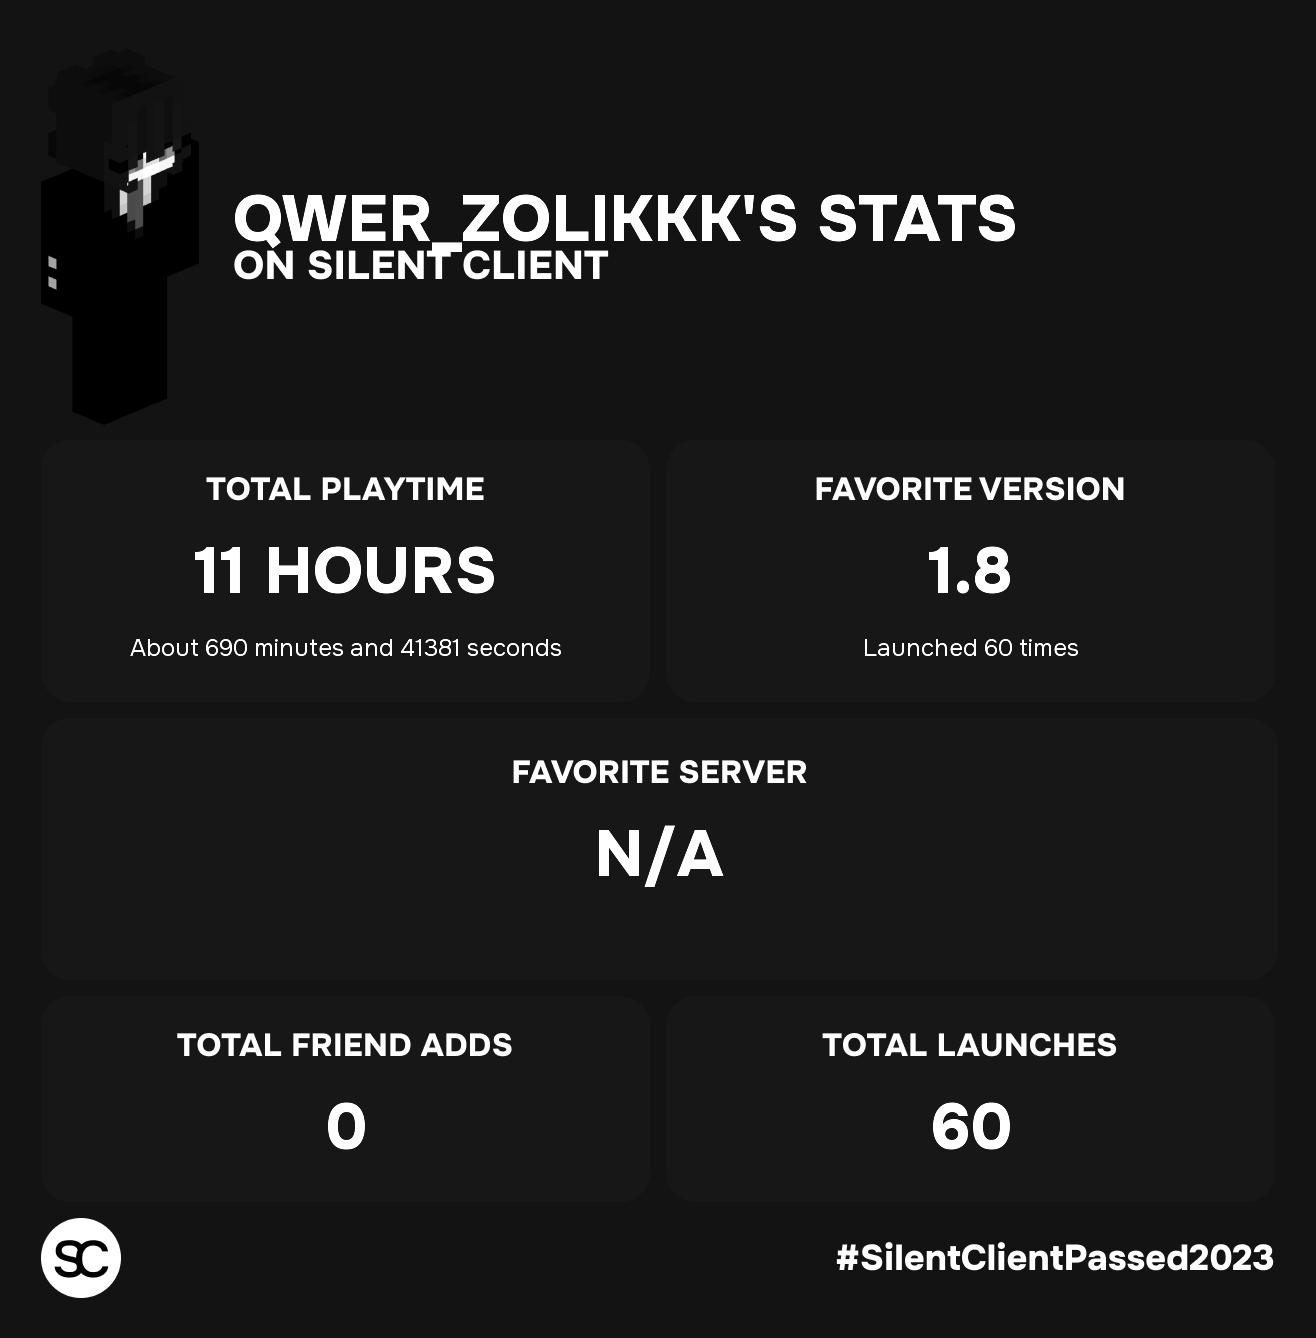 QWER_ZOLIKKK'S STATS
ON SILENT CLIENT
TOTAL PLAYTIME
11 HOURS
About 690 minutes and 41381 seconds
FAVORITE VERSION
1.8
Launched 60 times
FAVORITE SERVER
N/A
TOTAL FRIEND ADDS
0
TOTAL LAUNCHES
60
SC
#SilentClientPassed2023